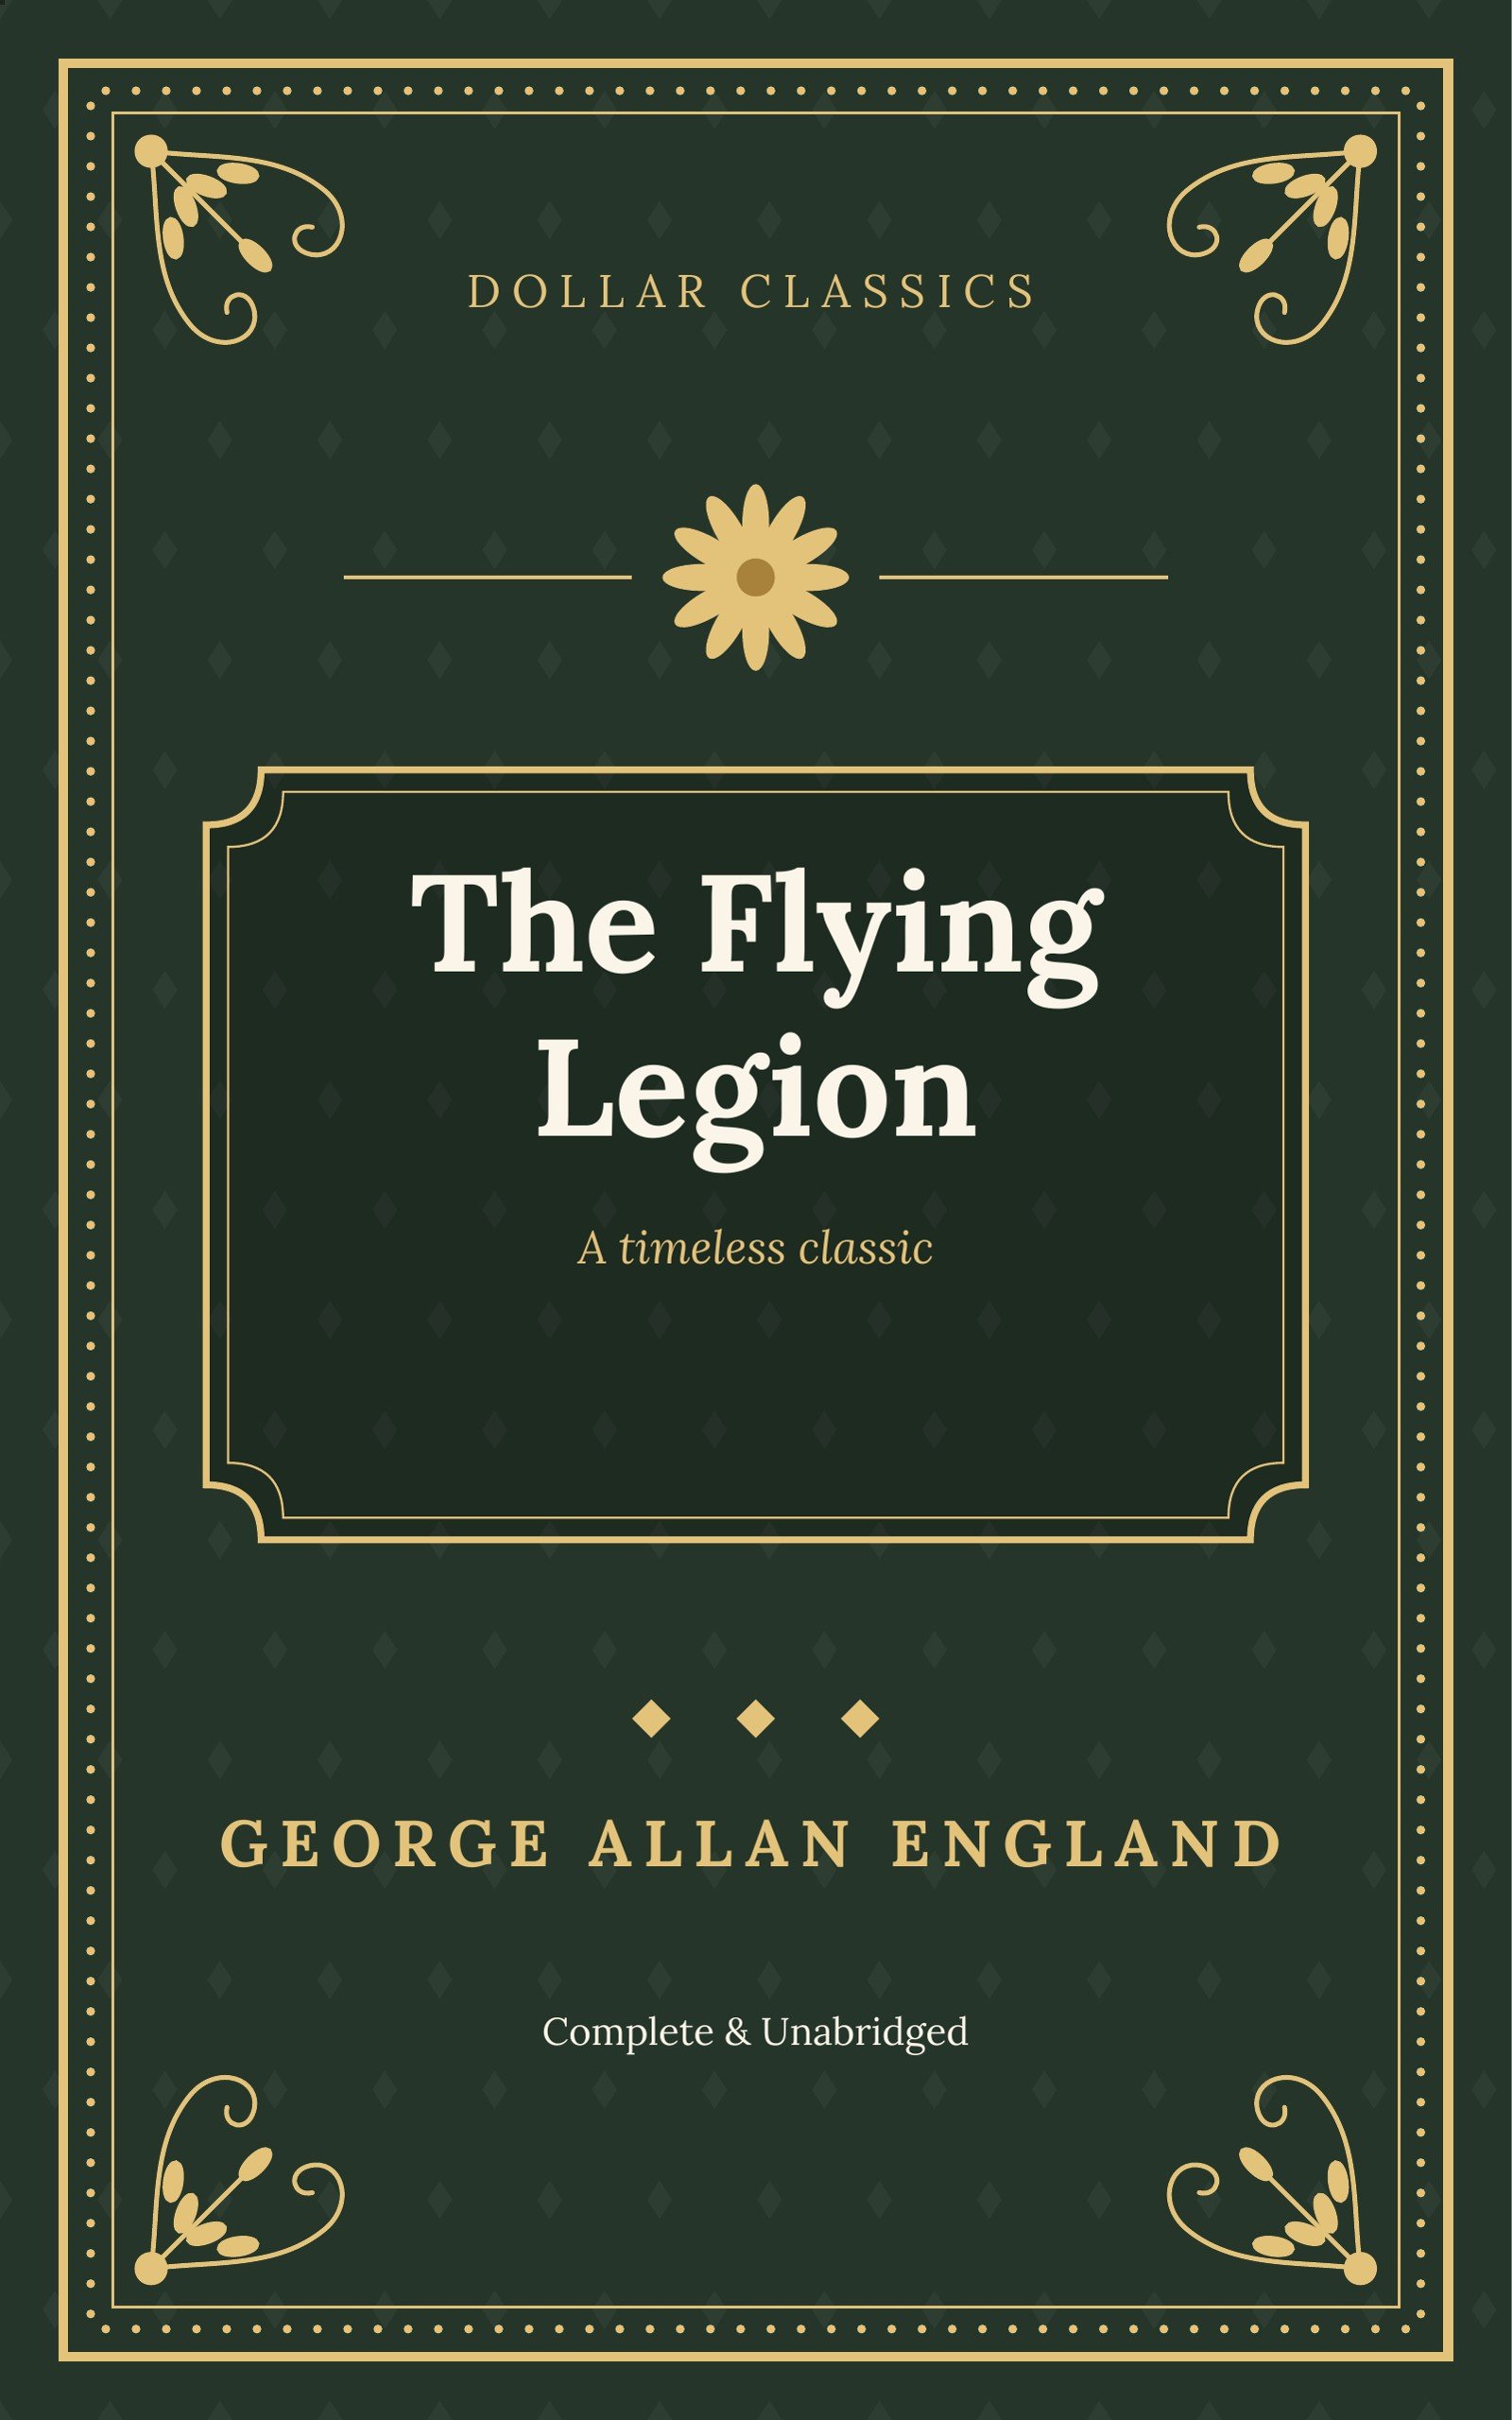 DOLLAR CLASSICS
The Flying
Legion
A timeless classic
GEORGE ALLAN ENGLAND
Complete & Unabridged